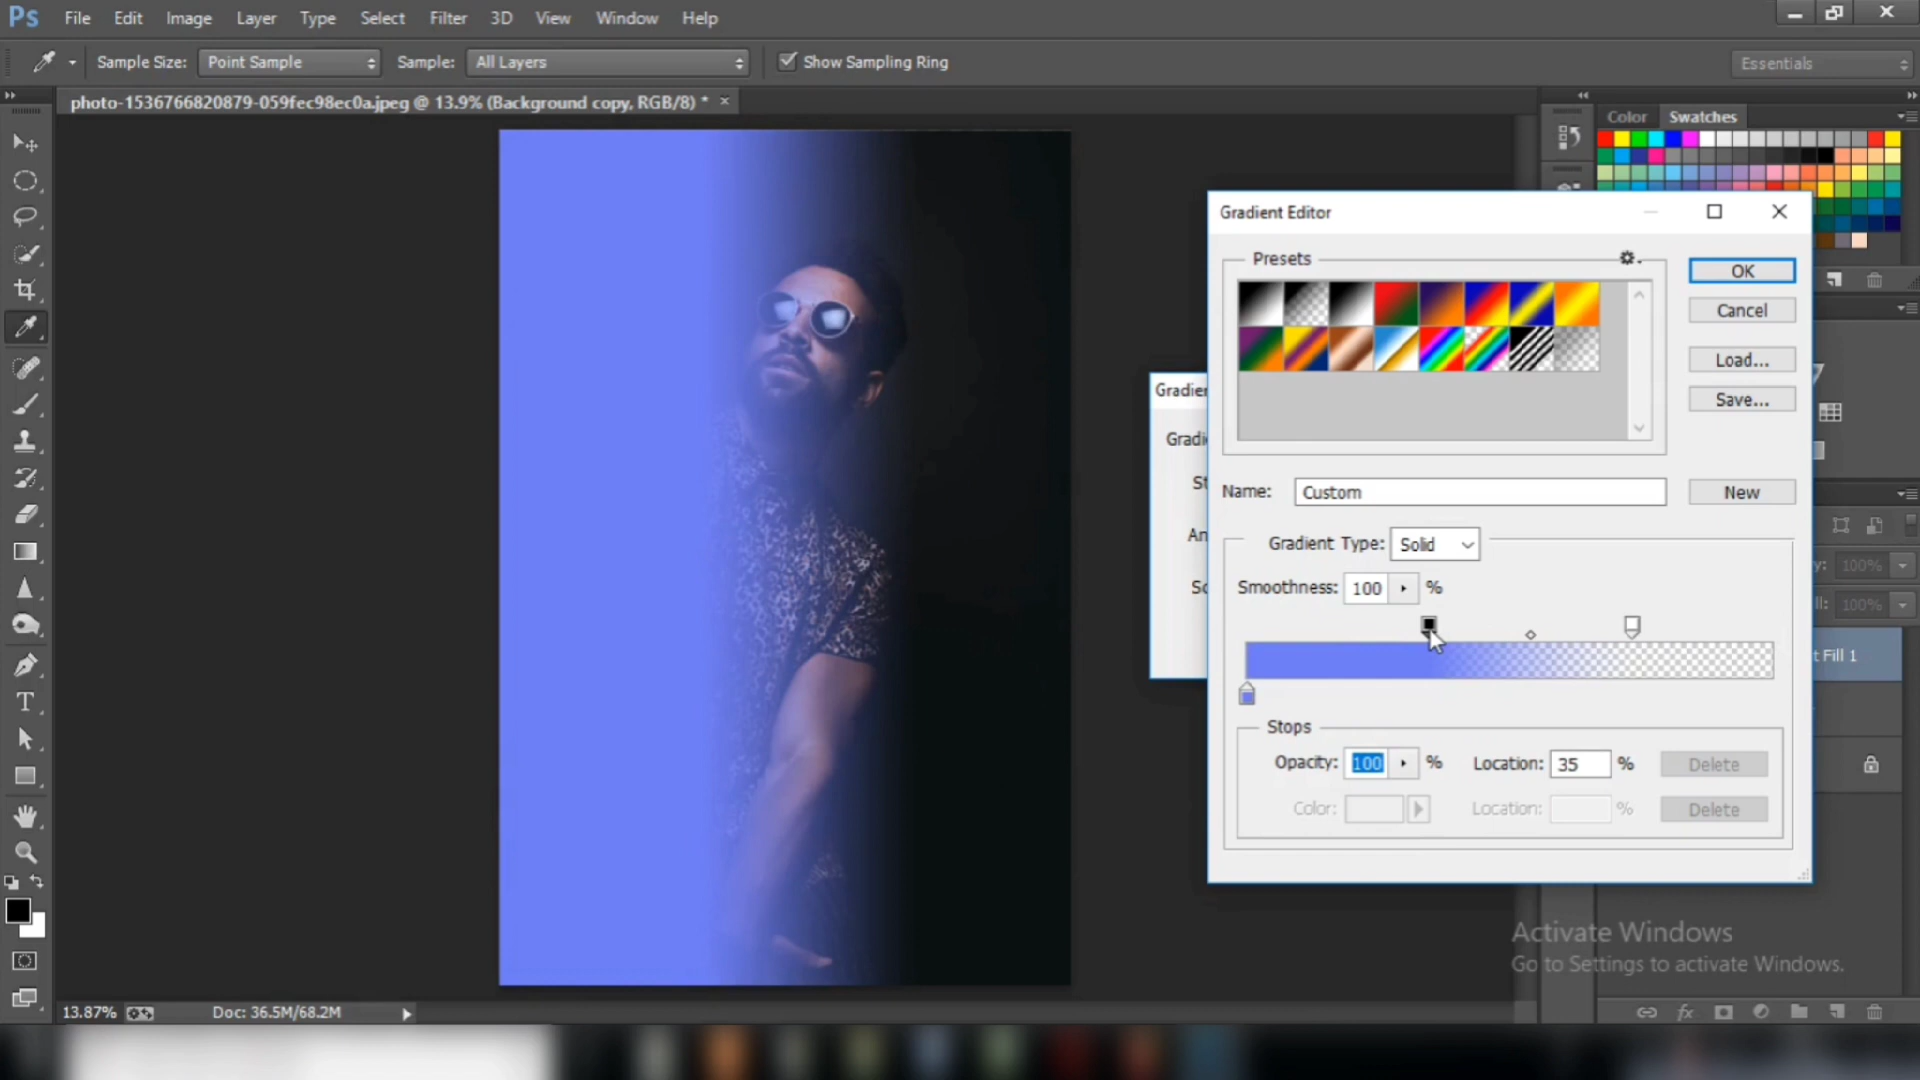 Ps File Edit Image Layer Type Select Filter 3D View Window Help
Sample Size: Point Sample Sample: All Layers Show Sampling Ring Essentials
photo-1536766820879-059fec98ec0a.jpeg @ 13.9% (Background copy, RGB/8) * ×
Color Swatches
Gradient Editor
Presets
OK
Cancel
Load...
Save...
Gradie
Gradi
St
An
Sc
Name: Custom New
Gradient Type: Solid
Smoothness: 100 %
y: 100%
ll: 100%
t Fill 1
Stops
Opacity: 100 % Location: 35 % Delete
Color: Location: % Delete
T
Activate Windows
Go to Settings to activate Windows.
13.87% Doc: 36.5M/68.2M
fx